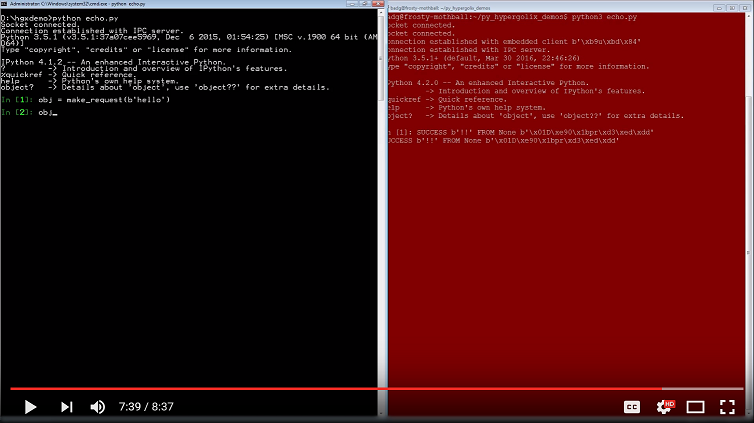 Administrator: C:\Windows\system32\cmd.exe - python echo.py
D:\hgxdemo>python echo.py
Socket connected.
Connection established with IPC server.
Python 3.5.1 (v3.5.1:37a07cee5969, Dec  6 2015, 01:54:25) [MSC v.1900 64 bit (AM
D64)]
Type "copyright", "credits" or "license" for more information.
IPython 4.1.2 -- An enhanced Interactive Python.
?         -> Introduction and overview of IPython's features.
%quickref -> Quick reference.
help      -> Python's own help system.
object?   -> Details about 'object', use 'object??' for extra details.
In [1]: obj = make_request(b'hello')
In [2]: obj_
badg@frosty-mothball: ~/py_hypergolix_demos
adg@frosty-mothball:~/py_hypergolix_demos$ python3 echo.py
ocket connected.
ocket connected.
onnection established with embedded client b'\xb9u\xbd\x84"
onnection established with IPC server.
ython 3.5.1+ (default, Mar 30 2016, 22:46:26)
ype "copyright", "credits" or "license" for more information.
Python 4.2.0 -- An enhanced Interactive Python.
-> Introduction and overview of IPython's features.
quickref -> Quick reference.
elp      -> Python's own help system.
bject?   -> Details about 'object', use 'object??' for extra details.
n [1]: SUCCESS b'!!' FROM None b'\x01D\xe90\x1bpr\xd3\xed\xdd"
SUCCESS b'!!' FROM None b'\x01D\xe90\x1bpr\xd3\xed\xdd'
7:39 / 8:37
CC
HD